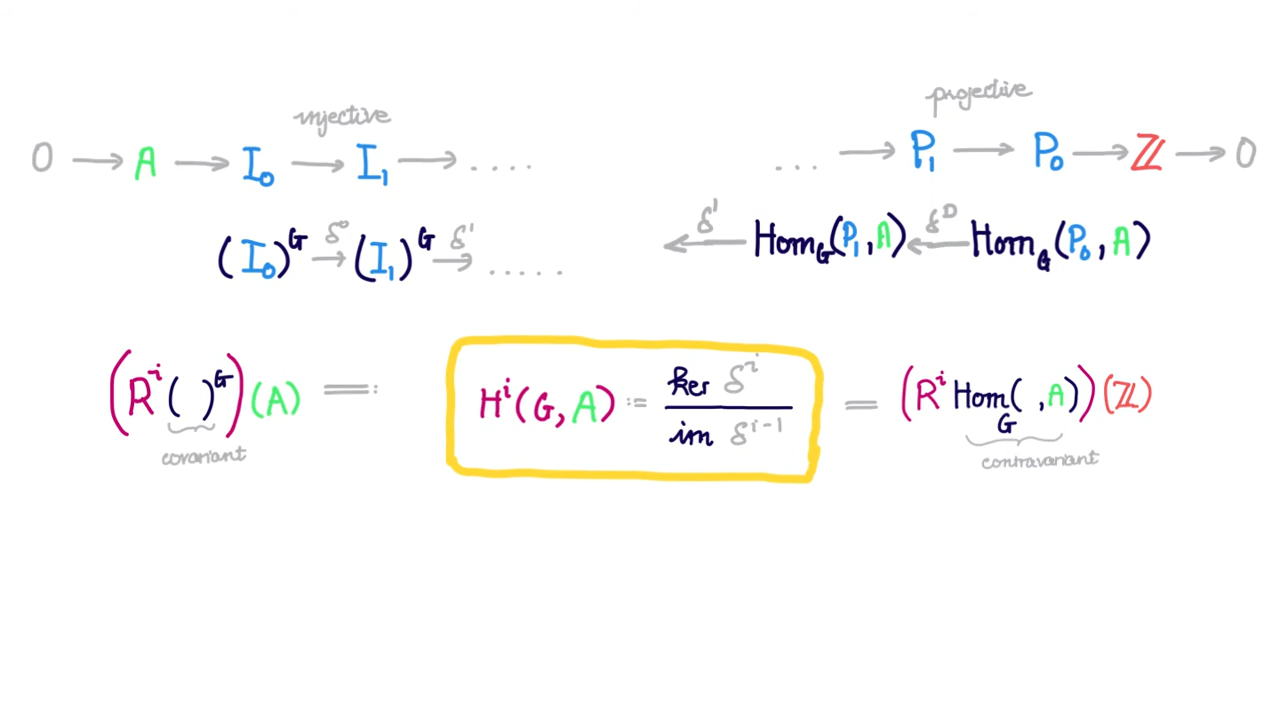 injective projective
0 → A → I₀ → I₁ → ..... ... → P₁ → P₀ → ℤ → 0
(I₀)ᴳ —δ⁰→ (I₁)ᴳ —δ¹→ ..... ←δ¹— Hom_G(P₁, A) ←δ⁰— Hom_G(P₀, A)
(Rⁱ( )ᴳ)(A) =: Hⁱ(G, A) := ker δⁱ / im δⁱ⁻¹ = (Rⁱ Hom_G( , A))(ℤ)
covariant contravariant